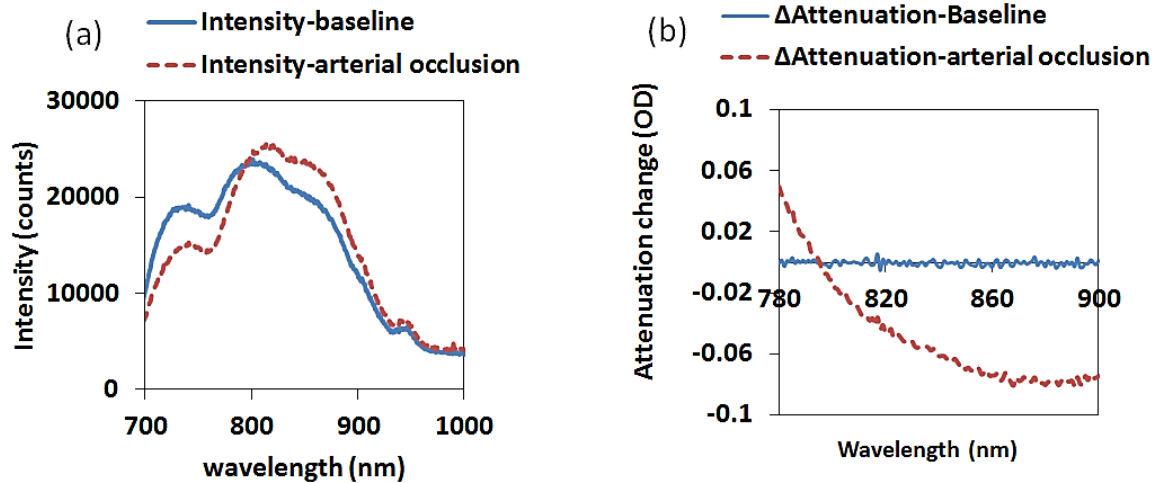 (a)
Intensity-baseline
Intensity-arterial occlusion
30000
20000
10000
0
700
800
900
1000
Intensity (counts)
wavelength (nm)
(b)
ΔAttenuation-Baseline
ΔAttenuation-arterial occlusion
0.1
0.06
0.02
-0.02
-0.06
-0.1
780
820
860
900
Attenuation change (OD)
Wavelength (nm)